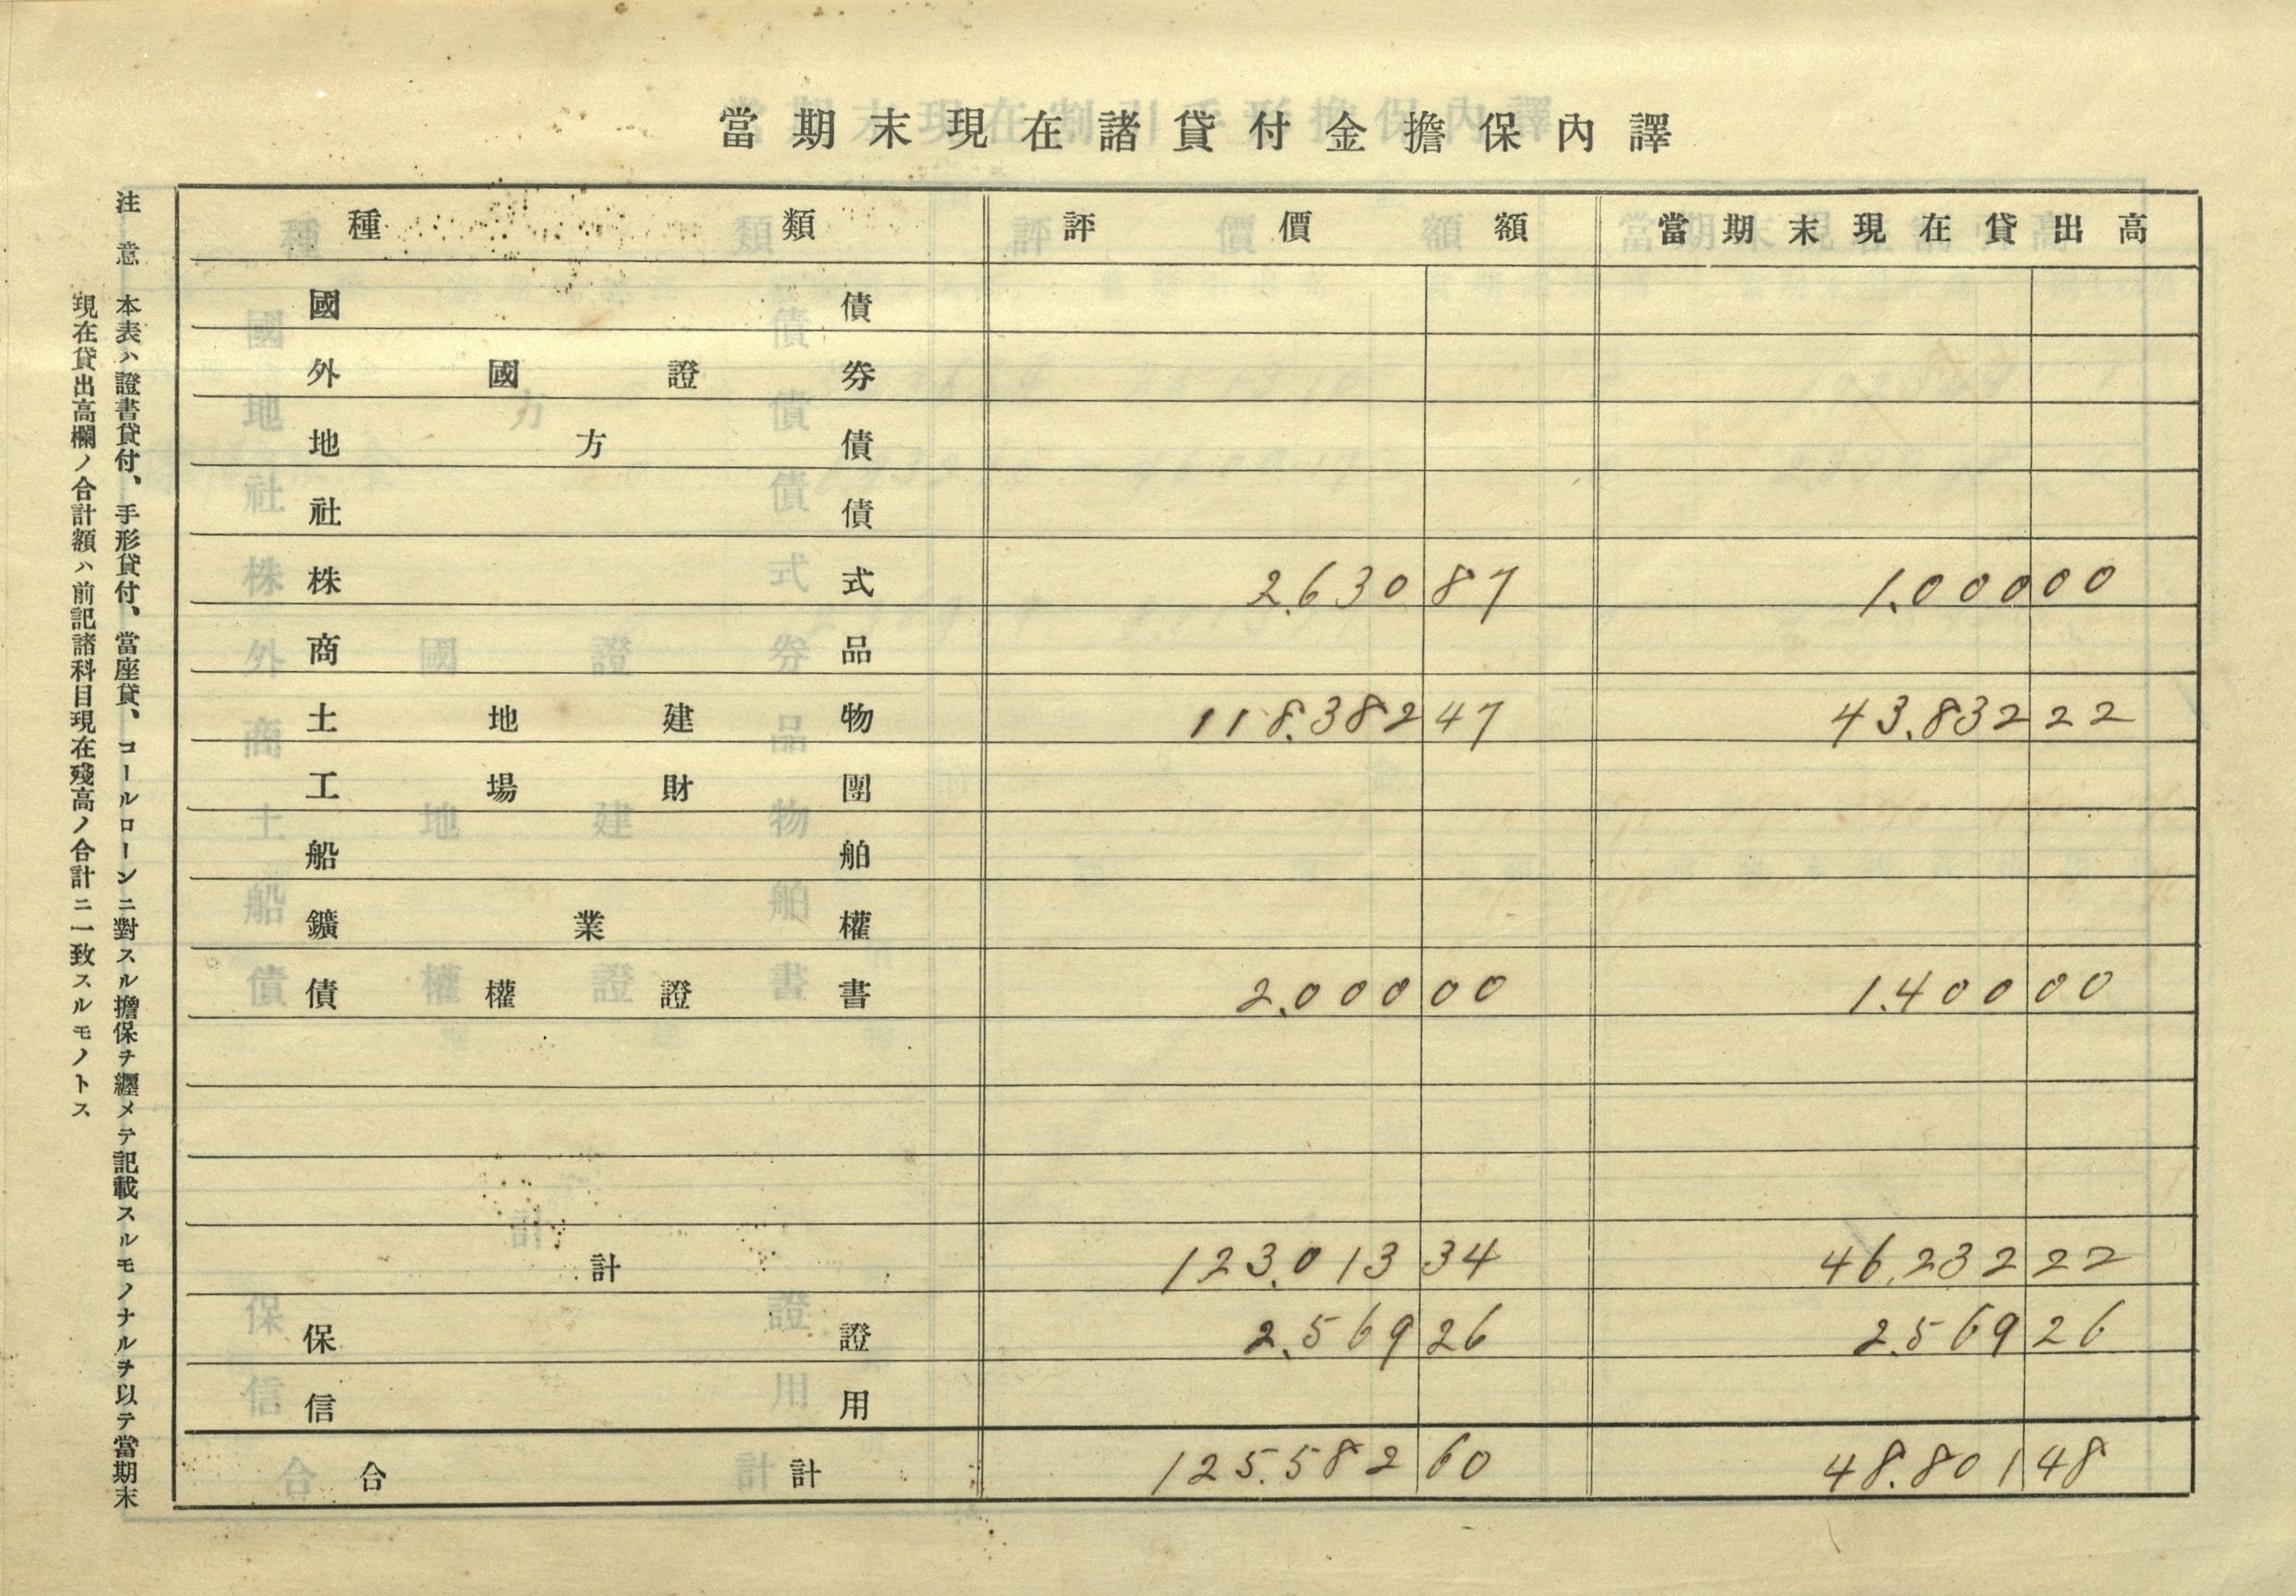 當期末現在諸貸付金擔保內譯
種類 評價額 當期末現在貸出高
國債
外國證券
地方債
社債
株式 2.630 87 1.000 00
商品
土地建物 118.382 47 43.832 22
工場財團
船舶
鑛業權
債權證書 2.000 00 1.400 00
計 123.013 34 46.232 22
保證 2.569 26 2.569 26
信用
合計 125.582 60 48.801 48
注意 本表ハ證書貸付、手形貸付、當座貸、コールローンニ對スル擔保ヲ纒メテ記載スルモノナルヲ以テ當期末
現在貸出高欄ノ合計額ハ前記諸科目現在殘高ノ合計ニ一致スルモノトス